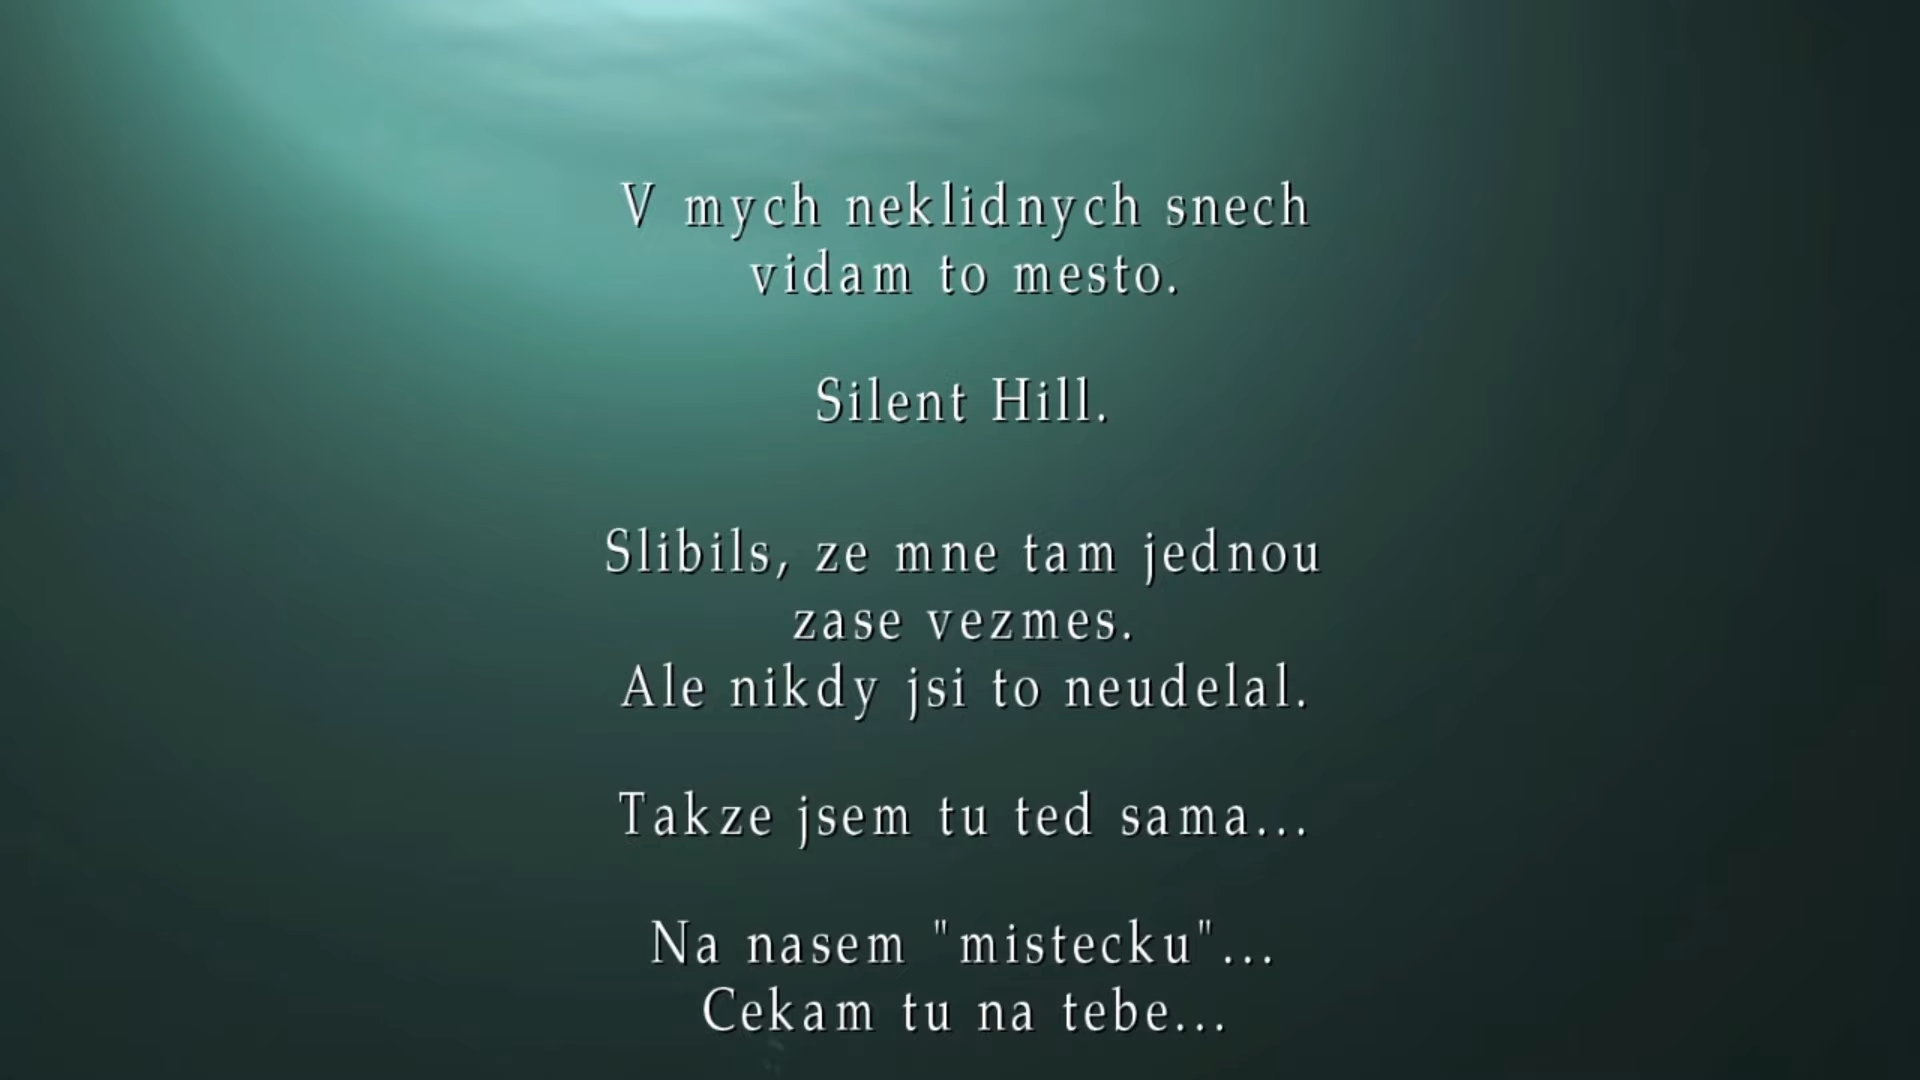 V mych neklidnych snech
vidam to mesto.
Silent Hill.
Slibils, ze mne tam jednou
zase vezmes.
Ale nikdy jsi to neudelal.
Takze jsem tu ted sama...
Na nasem "mistecku"...
Cekam tu na tebe...